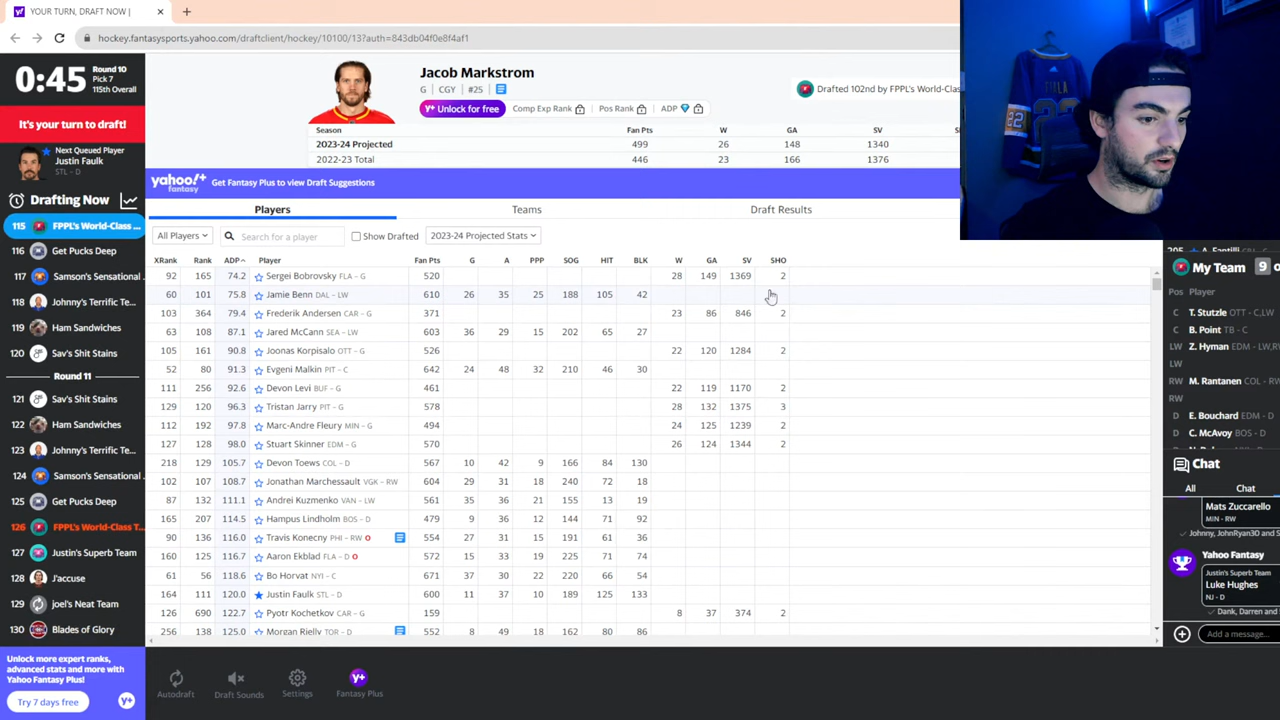 YOUR TURN, DRAFT NOW |
hockey.fantasysports.yahoo.com/draftclient/hockey/10100/13?auth=843db04f0e8f4af1
0:45
Round 10
Pick 7
115th Overall
It's your turn to draft!
Next Queued Player
Justin Faulk
STL - D
Drafting Now
115 FPPL's World-Class ...
116 Get Pucks Deep
117 Samson's Sensational ...
118 Johnny's Terrific Te...
119 Ham Sandwiches
120 Sav's Shit Stains
Round 11
121 Sav's Shit Stains
122 Ham Sandwiches
123 Johnny's Terrific Te...
124 Samson's Sensational ...
125 Get Pucks Deep
126 FPPL's World-Class T...
127 Justin's Superb Team
128 J'accuse
129 joel's Neat Team
130 Blades of Glory
Unlock more expert ranks, advanced stats and more with Yahoo Fantasy Plus!
Try 7 days free
y+
Jacob Markstrom
G | CGY | #25
Y+ Unlock for free Comp Exp Rank Pos Rank ADP
Drafted 102nd by FPPL's World-Clas
Season Fan Pts W GA SV
2023-24 Projected 499 26 148 1340
2022-23 Total 446 23 166 1376
yahoo!+ fantasy Get Fantasy Plus to view Draft Suggestions
Players Teams Draft Results
All Players Search for a player Show Drafted 2023-24 Projected Stats
XRank Rank ADP Player Fan Pts G A PPP SOG HIT BLK W GA SV SHO
92 165 74.2 Sergei Bobrovsky FLA - G 520 28 149 1369 2
60 101 75.8 Jamie Benn DAL - LW 610 26 35 25 188 105 42
103 364 79.4 Frederik Andersen CAR - G 371 23 86 846 2
63 108 87.1 Jared McCann SEA - LW 603 36 29 15 202 65 27
105 161 90.8 Joonas Korpisalo OTT - G 526 22 120 1284 2
52 80 91.3 Evgeni Malkin PIT - C 642 24 48 32 210 46 30
111 256 92.6 Devon Levi BUF - G 461 22 119 1170 2
129 120 96.3 Tristan Jarry PIT - G 578 28 132 1375 3
112 192 97.8 Marc-Andre Fleury MIN - G 494 24 125 1239 2
127 128 98.0 Stuart Skinner EDM - G 570 26 124 1344 2
218 129 105.7 Devon Toews COL - D 567 10 42 9 166 84 130
102 107 108.7 Jonathan Marchessault VGK - RW 604 29 31 18 240 72 18
87 132 111.1 Andrei Kuzmenko VAN - LW 561 35 36 21 155 13 19
165 207 114.5 Hampus Lindholm BOS - D 479 9 36 12 144 71 92
90 136 116.0 Travis Konecny PHI - RW O 554 27 31 15 191 61 36
160 125 116.7 Aaron Ekblad FLA - D O 572 15 33 19 225 71 74
61 56 118.6 Bo Horvat NYI - C 671 37 30 22 220 66 54
164 111 120.0 Justin Faulk STL - D 600 11 37 10 189 125 133
126 690 122.7 Pyotr Kochetkov CAR - G 159 8 37 374 2
256 138 125.0 Morgan Rielly TOR - D 552 8 49 18 162 80 86
Autodraft Draft Sounds Settings Fantasy Plus
My Team 9
Pos Player
C T. Stutzle OTT - C,LW
C B. Point TB - C
LW Z. Hyman EDM - LW,RW
LW
RW M. Rantanen COL - RW
RW
D E. Bouchard EDM - D
D C. McAvoy BOS - D
Chat
All Chat
Mats Zuccarello
MIN - RW
Johnny, JohnRyan30 and S
Yahoo Fantasy
Justin's Superb Team
Luke Hughes
NJ - D
Dank, Darren and
Add a message...